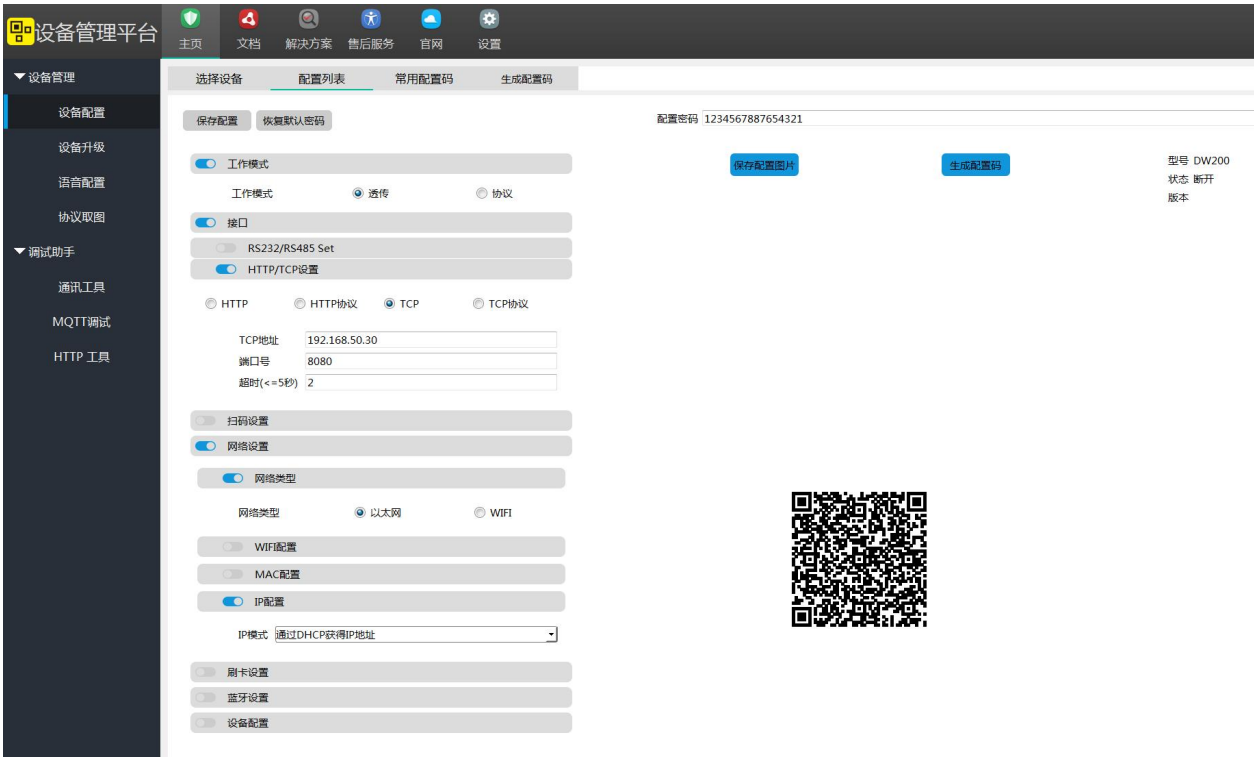 设备管理平台
主页 文档 解决方案 售后服务 官网 设置
设备管理
设备配置
设备升级
语音配置
协议取图
调试助手
通讯工具
MQTT调试
HTTP 工具
选择设备 配置列表 常用配置码 生成配置码
保存配置 恢复默认密码
配置密码 1234567887654321
保存配置图片 生成配置码
型号 DW200
状态 断开
版本
工作模式
工作模式 透传 协议
接口
RS232/RS485 Set
HTTP/TCP设置
HTTP HTTP协议 TCP TCP协议
TCP地址 192.168.50.30
端口号 8080
超时(<=5秒) 2
扫码设置
网络设置
网络类型
网络类型 以太网 WIFI
WIFI配置
MAC配置
IP配置
IP模式 通过DHCP获得IP地址
刷卡设置
蓝牙设置
设备配置